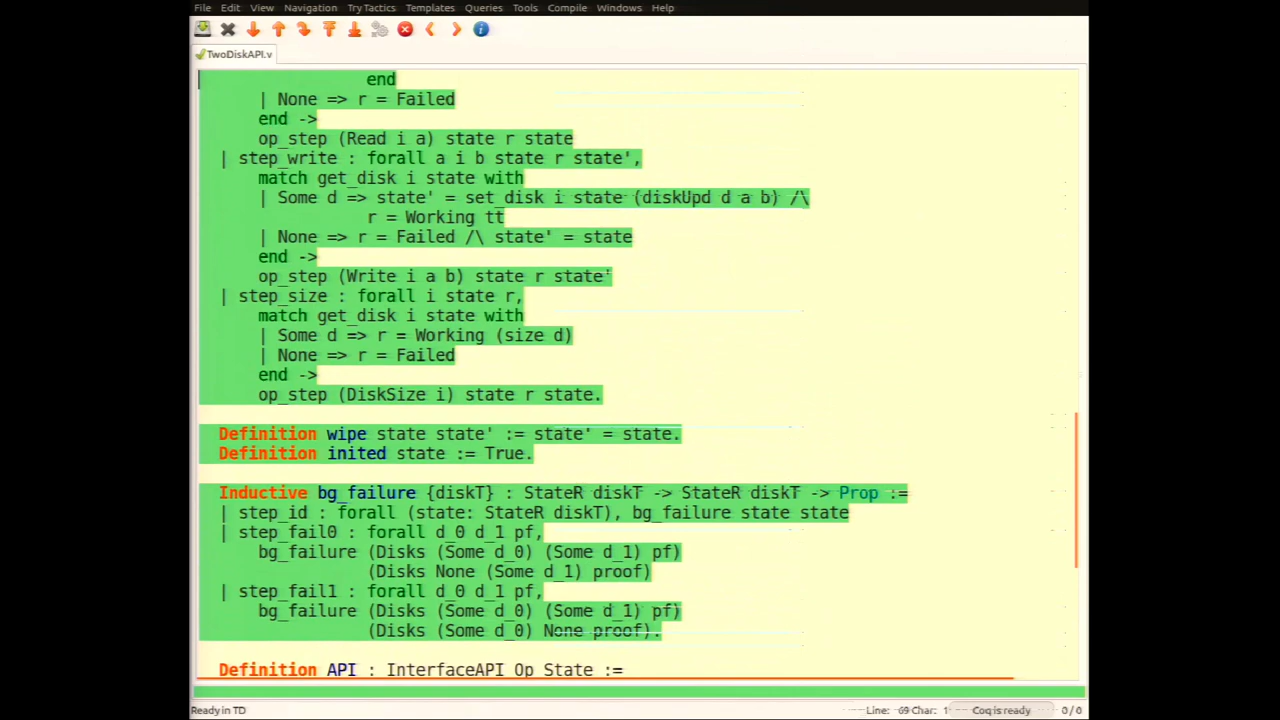 File Edit View Navigation Try Tactics Templates Queries Tools Compile Windows Help
TwoDiskAPI.v
end
| None => r = Failed
end ->
op_step (Read i a) state r state
| step_write : forall a i b state r state',
match get_disk i state with
| Some d => state' = set_disk i state (diskUpd d a b) /\
r = Working tt
| None => r = Failed /\ state' = state
end ->
op_step (Write i a b) state r state'
| step_size : forall i state r,
match get_disk i state with
| Some d => r = Working (size d)
| None => r = Failed
end ->
op_step (DiskSize i) state r state.
Definition wipe state state' := state' = state.
Definition inited state := True.
Inductive bg_failure {diskT} : StateR diskT -> StateR diskT -> Prop :=
| step_id : forall (state: StateR diskT), bg_failure state state
| step_fail0 : forall d_0 d_1 pf,
bg_failure (Disks (Some d_0) (Some d_1) pf)
(Disks None (Some d_1) proof)
| step_fail1 : forall d_0 d_1 pf,
bg_failure (Disks (Some d_0) (Some d_1) pf)
(Disks (Some d_0) None proof).
Definition API : InterfaceAPI Op State :=
Ready in TD Line: 69 Char: 1 Coq is ready 0 / 0